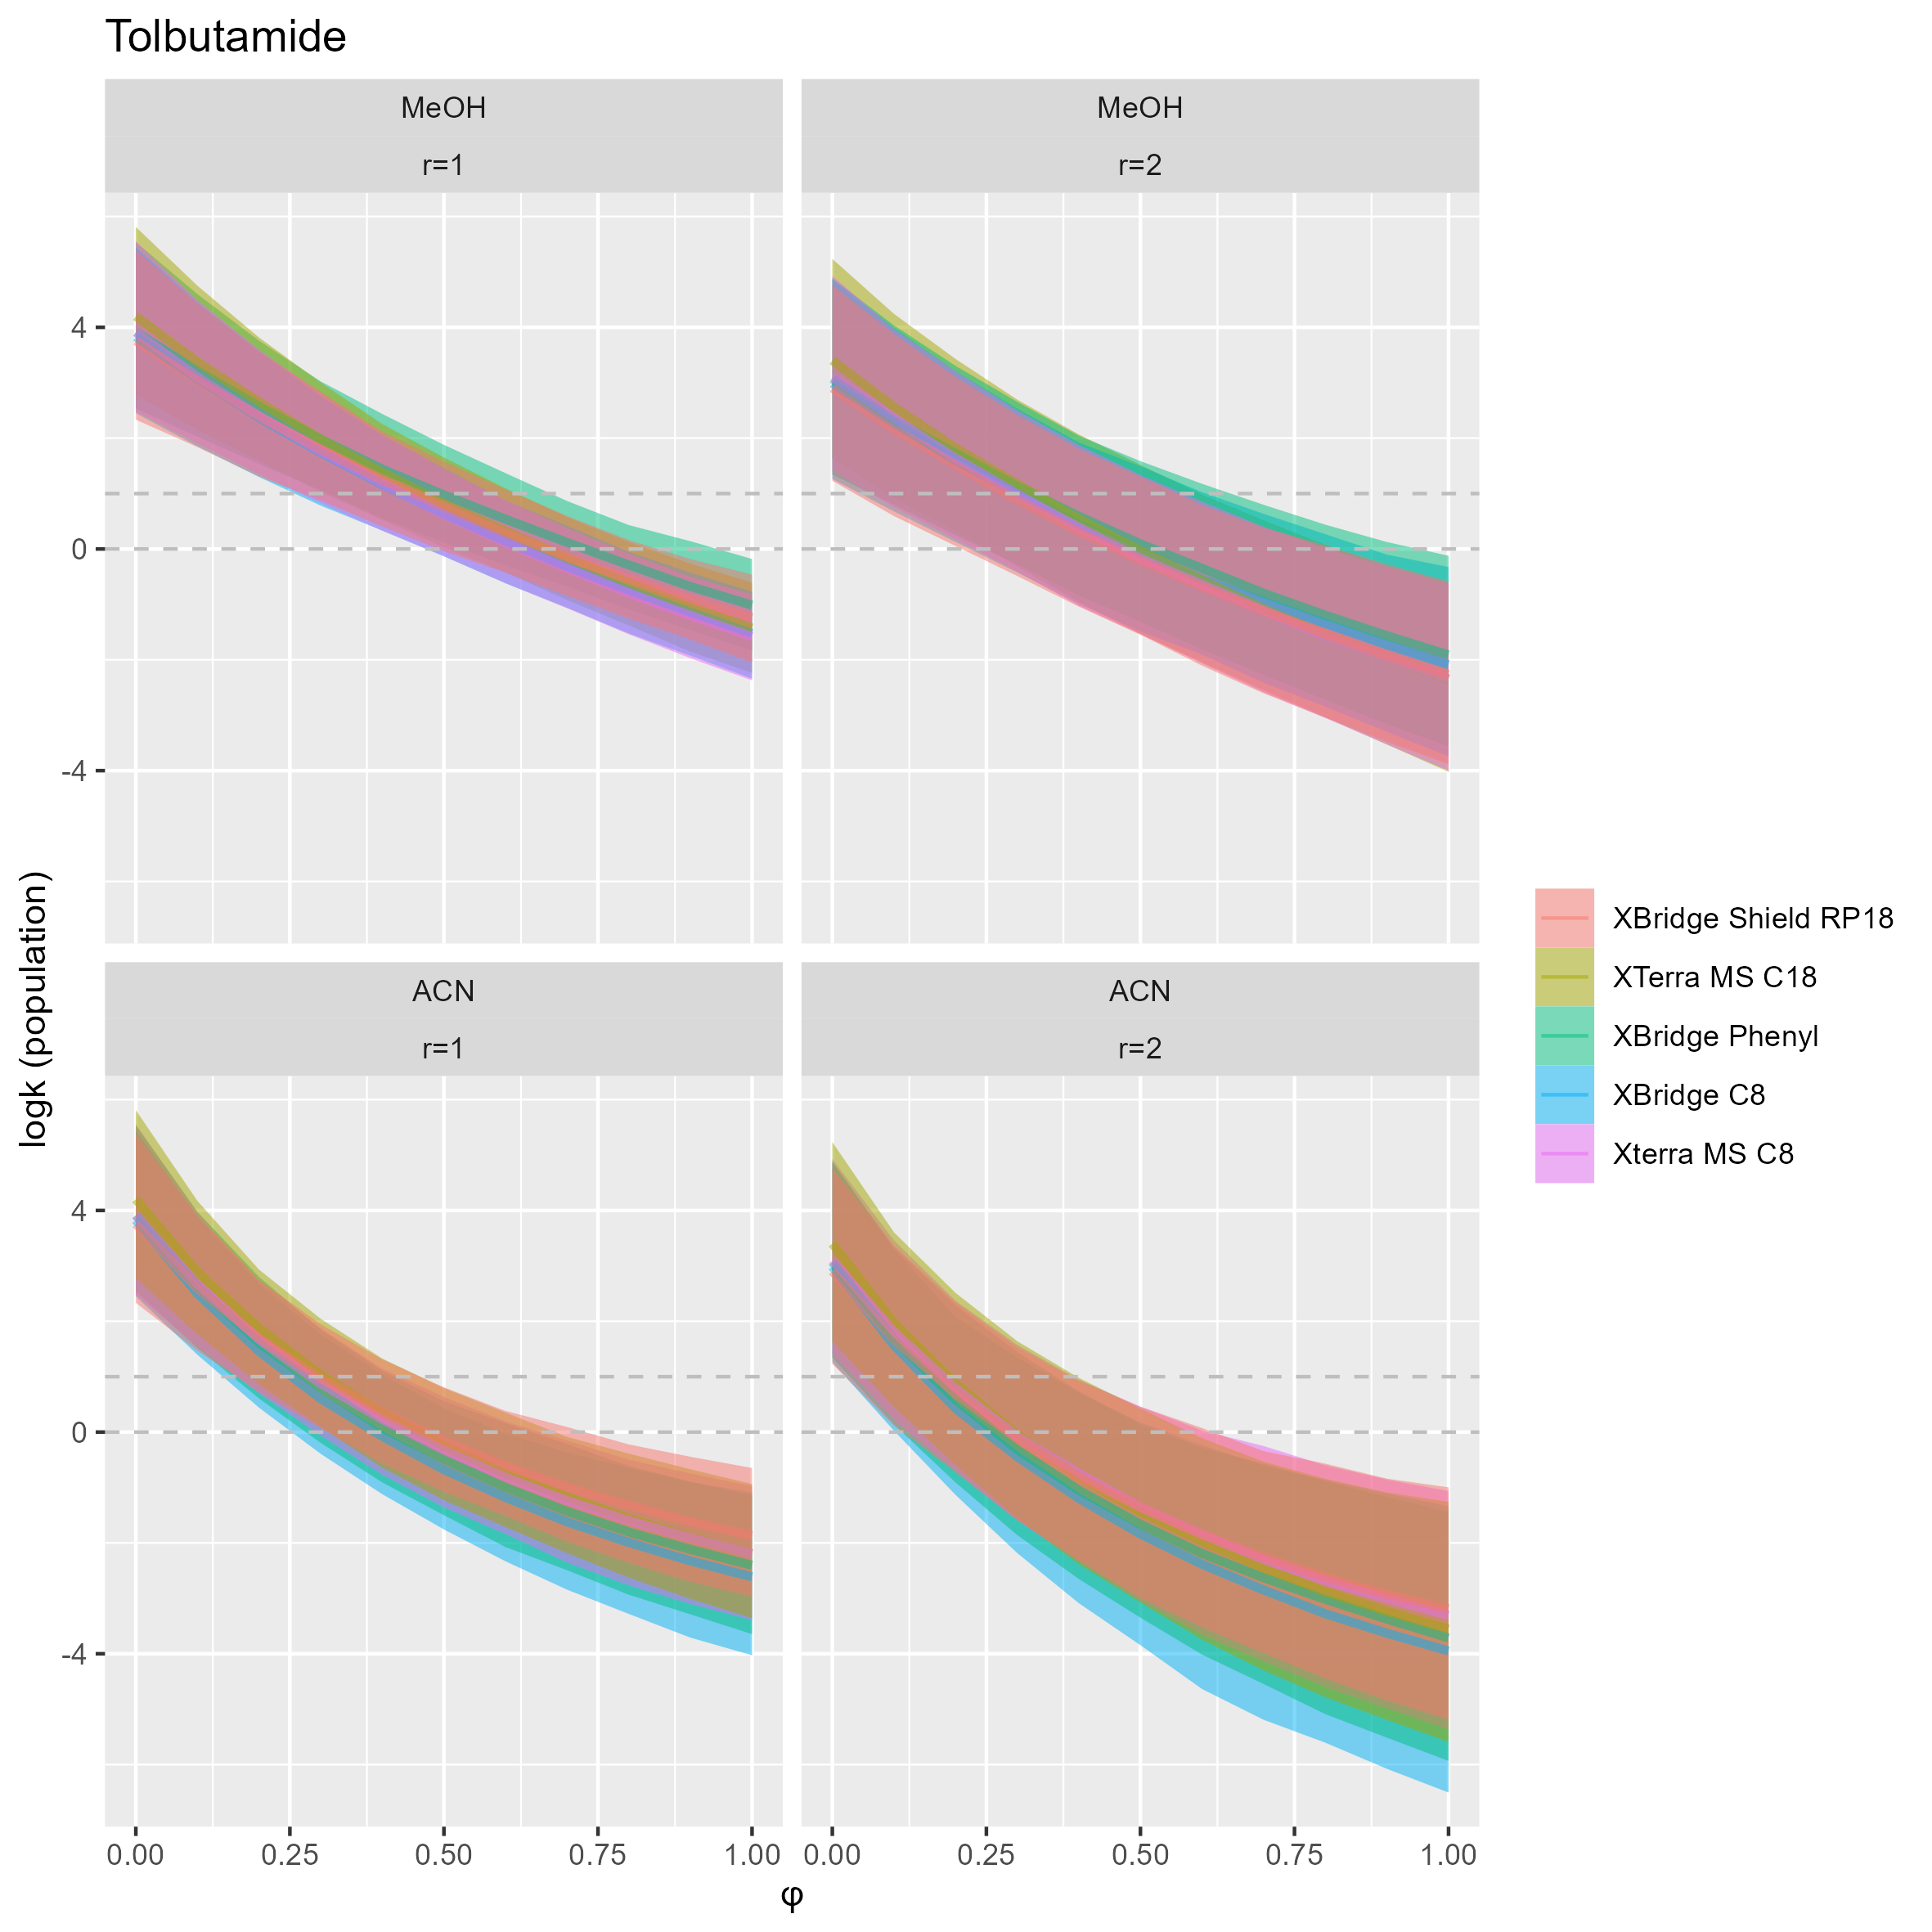 Tolbutamide
MeOH
r=1
MeOH
r=2
4
0
-4
ACN
r=1
ACN
r=2
4
0
-4
0.00
0.25
0.50
0.75
1.00
0.00
0.25
0.50
0.75
1.00
φ
logk (population)
XBridge Shield RP18
XTerra MS C18
XBridge Phenyl
XBridge C8
Xterra MS C8